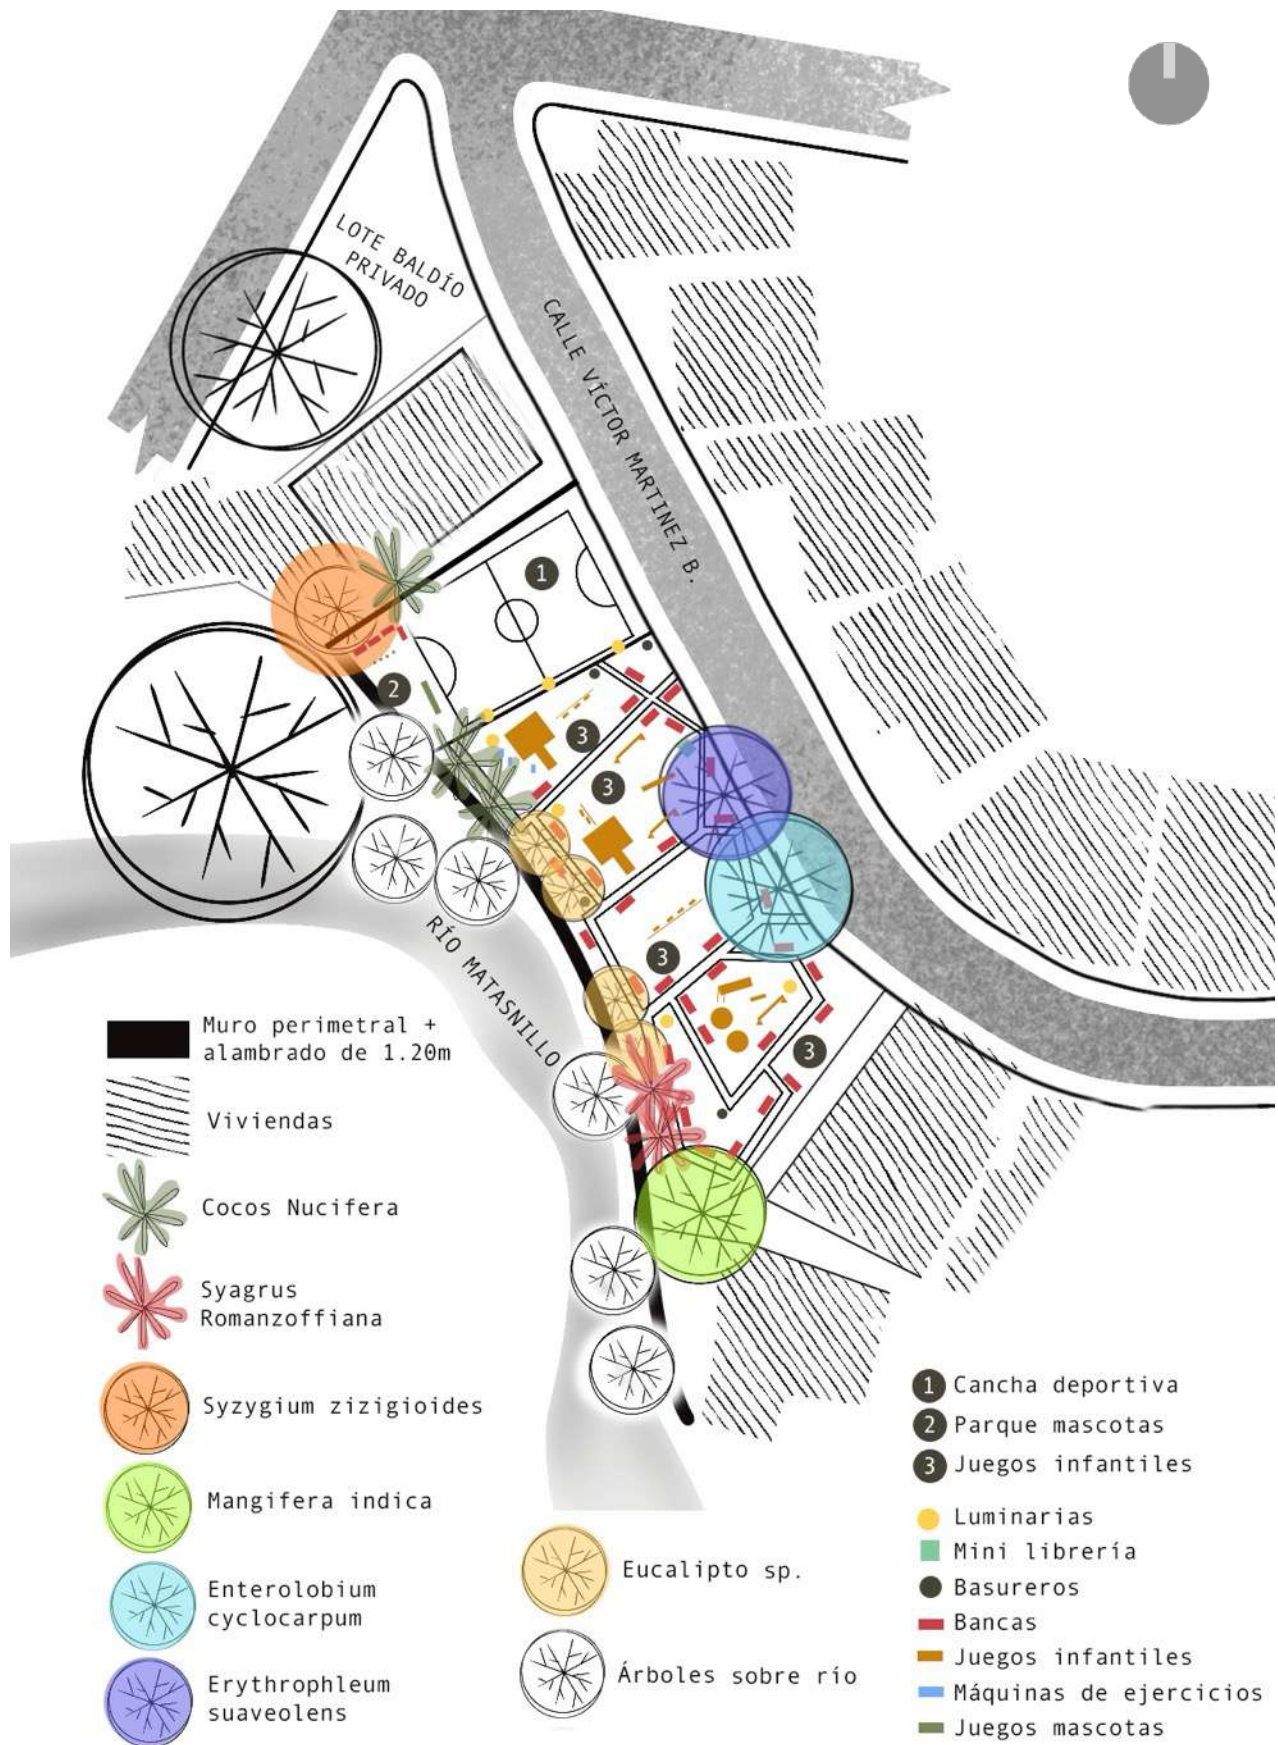 LOTE BALDÍO
PRIVADO
CALLE VÍCTOR MARTINEZ B.
1
2
3
3
3
3
RÍO MATASNILLO
Muro perimetral +
alambrado de 1.20m
Viviendas
Cocos Nucifera
Syagrus
Romanzoffiana
Syzygium zizigioides
Mangifera indica
Enterolobium
cyclocarpum
Erythrophleum
suaveolens
Eucalipto sp.
Árboles sobre río
1 Cancha deportiva
2 Parque mascotas
3 Juegos infantiles
Luminarias
Mini librería
Basureros
Bancas
Juegos infantiles
Máquinas de ejercicios
Juegos mascotas